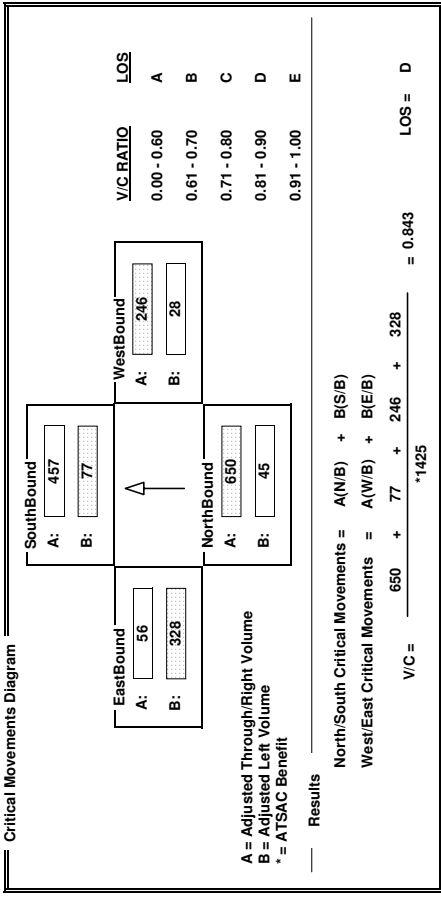 Critical Movements Diagram
SouthBound
A: 457
B: 77
EastBound
A: 56
B: 328
WestBound
A: 246
B: 28
NorthBound
A: 650
B: 45
V/C RATIO LOS
0.00 - 0.60 A
0.61 - 0.70 B
0.71 - 0.80 C
0.81 - 0.90 D
0.91 - 1.00 E
A = Adjusted Through/Right Volume
B = Adjusted Left Volume
* = ATSAC Benefit
Results
North/South Critical Movements = A(N/B) + B(S/B)
West/East Critical Movements = A(W/B) + B(E/B)
V/C = 650 + 77 + 246 + 328 = 0.843 LOS = D
*1425